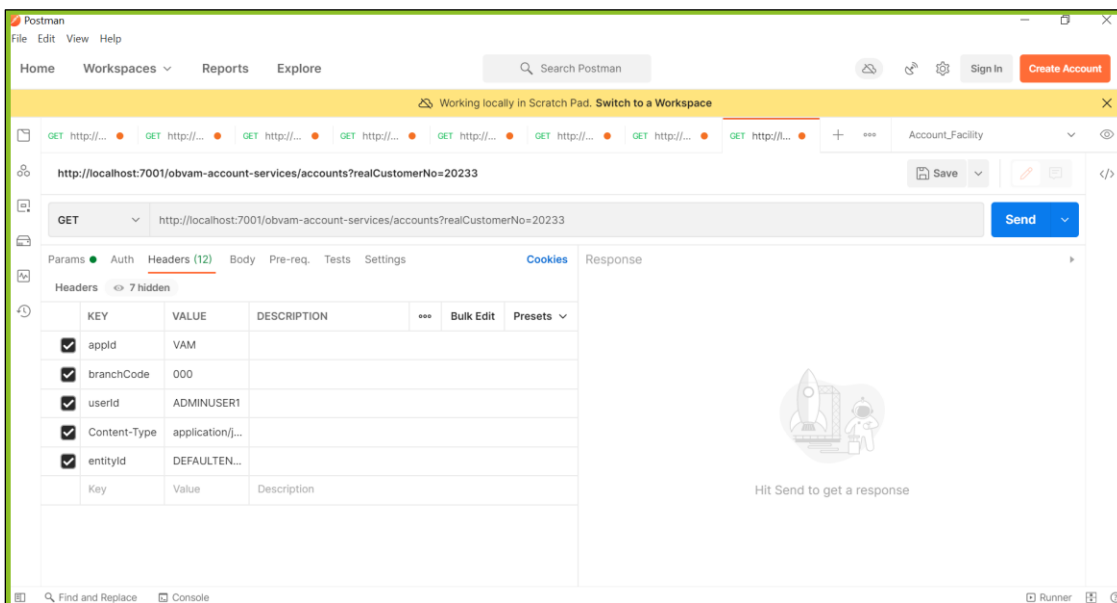 Postman
File Edit View Help
Home Workspaces Reports Explore Search Postman Sign In Create Account
Working locally in Scratch Pad. Switch to a Workspace
GET http://... GET http://... GET http://... GET http://... GET http://... GET http://... GET http://... GET http://l... Account_Facility
http://localhost:7001/obvam-account-services/accounts?realCustomerNo=20233 Save
GET http://localhost:7001/obvam-account-services/accounts?realCustomerNo=20233 Send
Params Auth Headers (12) Body Pre-req. Tests Settings Cookies Response
Headers 7 hidden
KEY VALUE DESCRIPTION Bulk Edit Presets
appId VAM
branchCode 000
userId ADMINUSER1
Content-Type application/j...
entityId DEFAULTEN...
Key Value Description
Hit Send to get a response
Find and Replace Console Runner